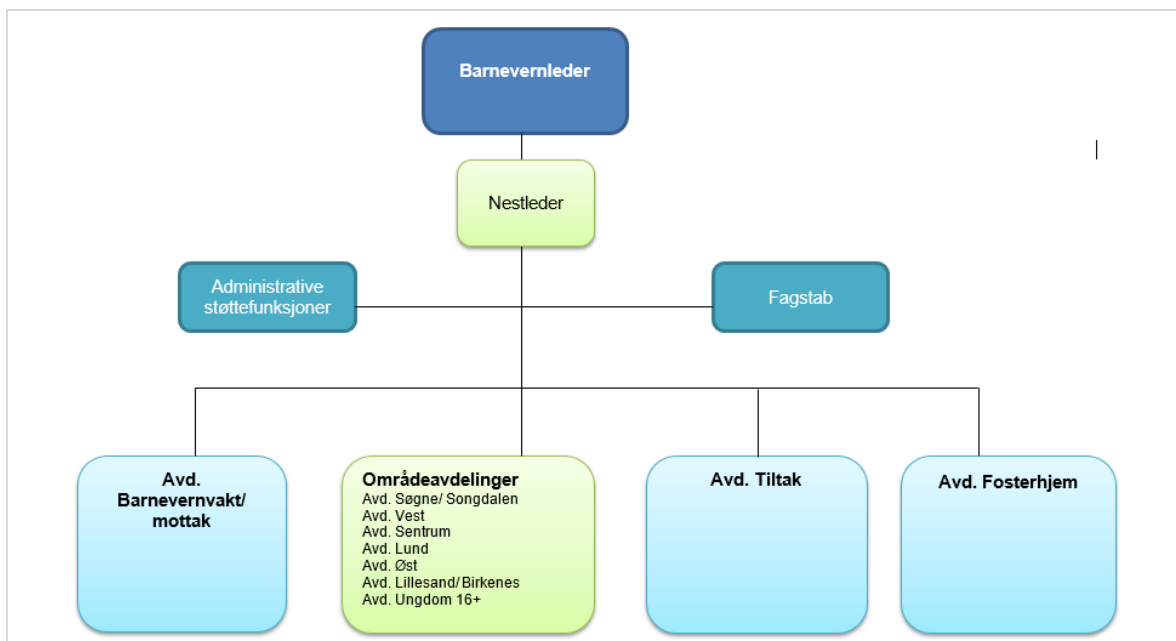 Barnevernleder
Nestleder
Administrative
støttefunksjoner
Fagstab
Avd.
Barnevernvakt/
mottak
Områdeavdelinger
Avd. Søgne/ Songdalen
Avd. Vest
Avd. Sentrum
Avd. Lund
Avd. Øst
Avd. Lillesand/ Birkenes
Avd. Ungdom 16+
Avd. Tiltak
Avd. Fosterhjem